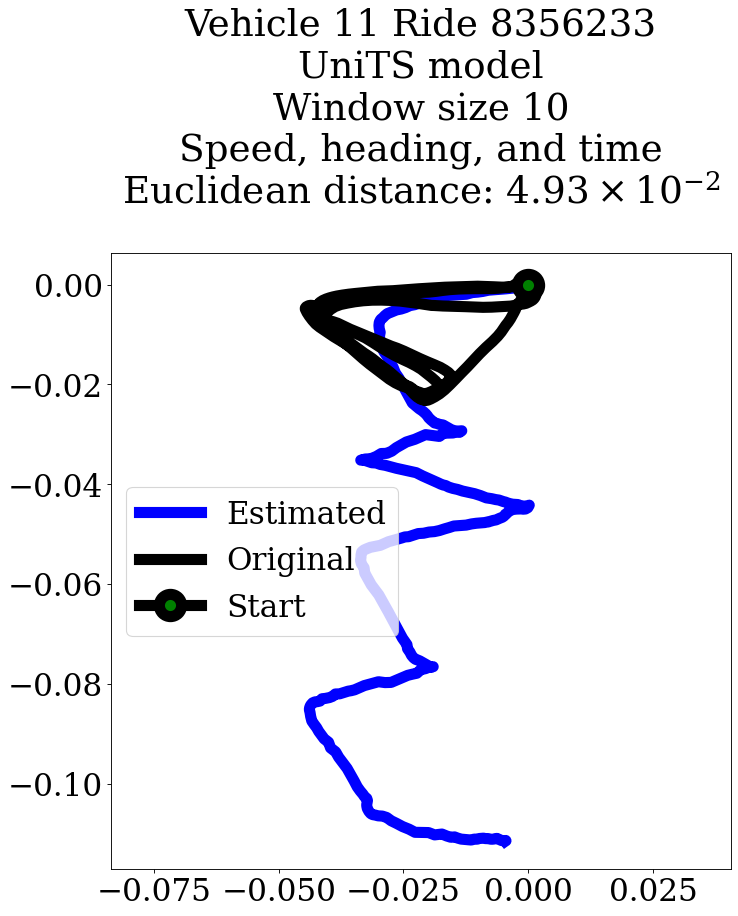 Vehicle 11 Ride 8356233
UniTS model
Window size 10
Speed, heading, and time
Euclidean distance: 4.93 × 10⁻²
0.00
−0.02
−0.04
−0.06
−0.08
−0.10
Estimated
Original
Start
−0.075 −0.050 −0.025 0.000 0.025